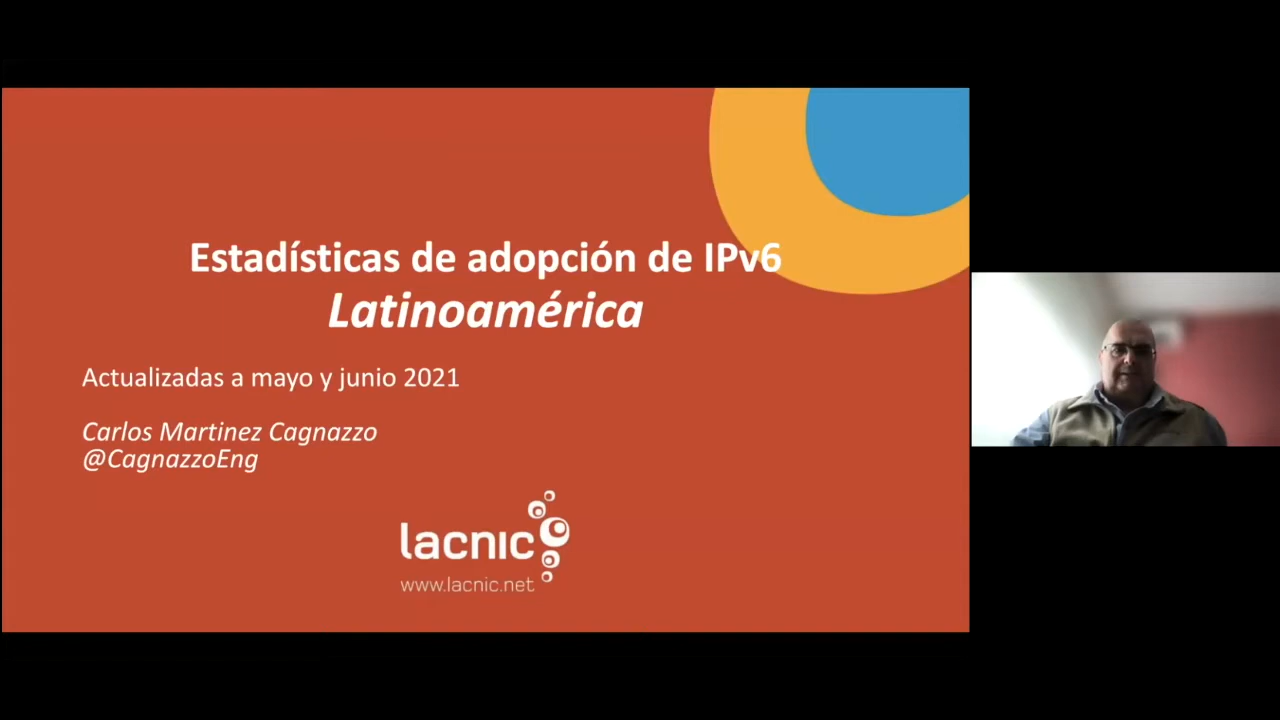 Estadísticas de adopción de IPv6
Latinoamérica
Actualizadas a mayo y junio 2021
Carlos Martinez Cagnazzo
@CagnazzoEng
lacnic
www.lacnic.net